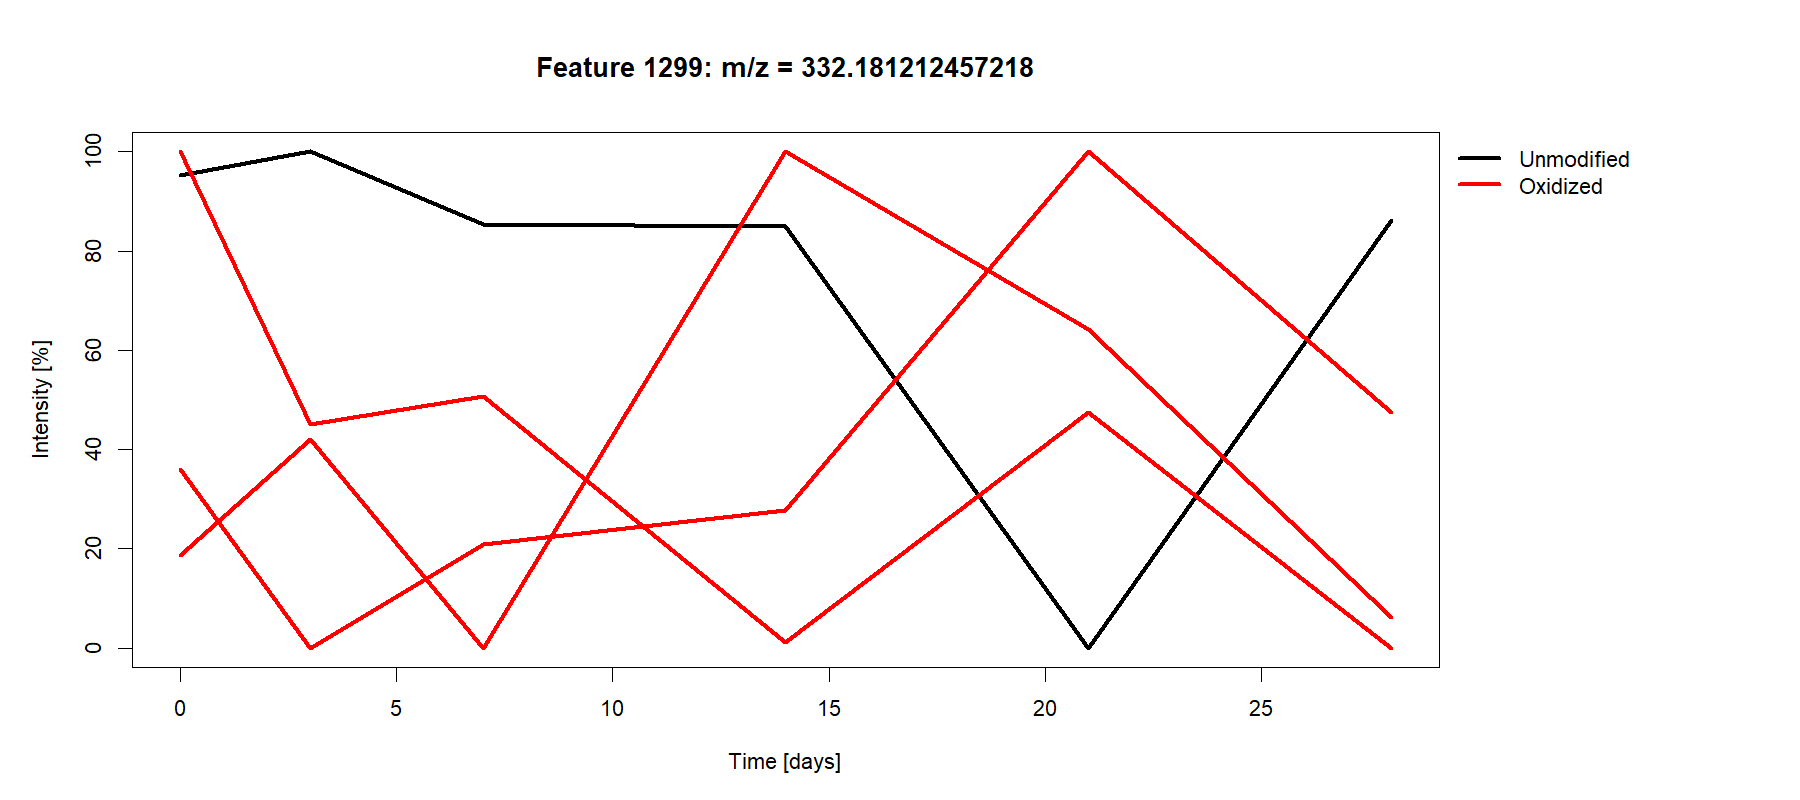 Feature 1299: m/z = 332.181212457218
Unmodified
Oxidized
100
80
60
40
20
0
Intensity [%]
0 5 10 15 20 25
Time [days]